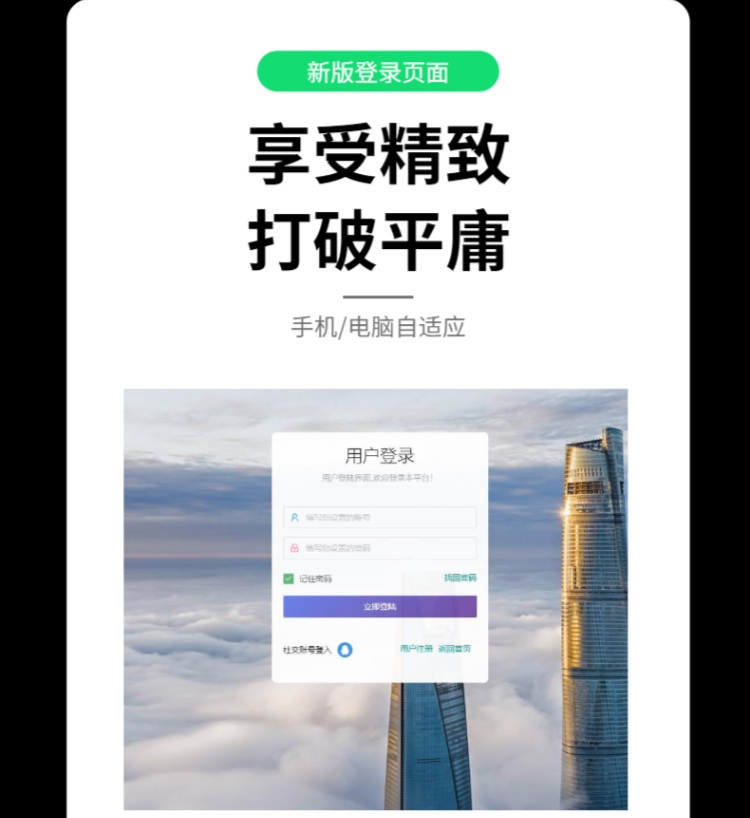 新版登录页面
享受精致
打破平庸
手机/电脑自适应
用户登录
用户登陆界面,欢迎登录本平台!
填写您设置的账号
填写您设置的密码
记住密码 找回密码
立即登陆
社交账号登入 用户注册 返回首页